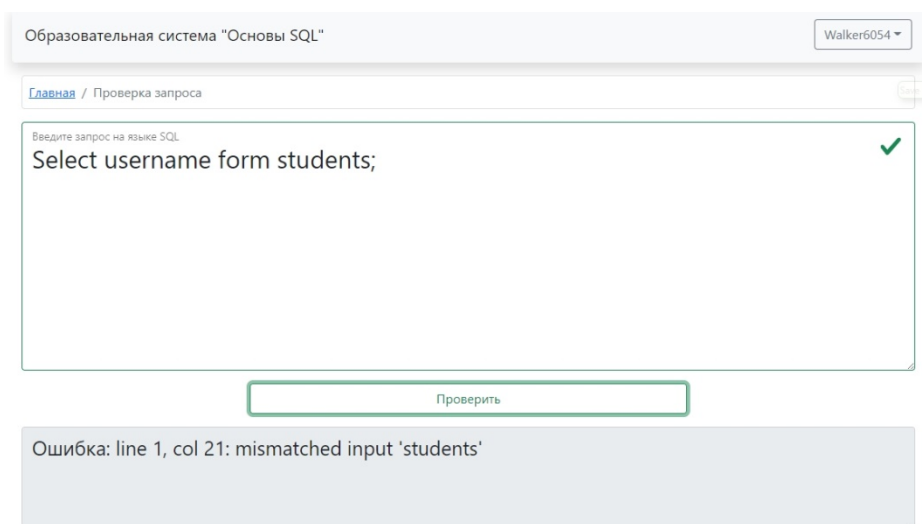 Образовательная система "Основы SQL"
Walker6054
Главная / Проверка запроса
Введите запрос на языке SQL
Select username form students;
Проверить
Ошибка: line 1, col 21: mismatched input 'students'